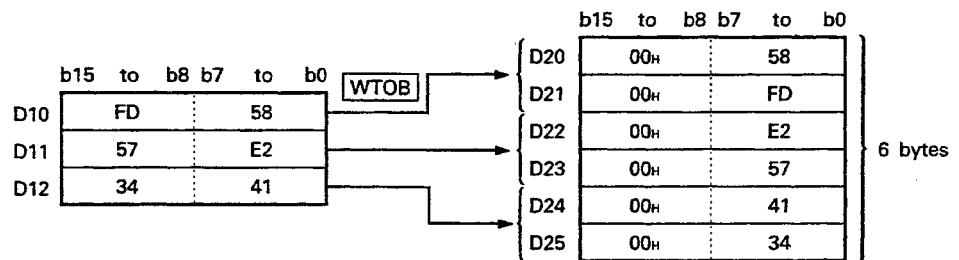 b15 to b8 b7 to b0
D20 00H 58
D21 00H FD
D22 00H E2
D23 00H 57
D24 00H 41
D25 00H 34
6 bytes
b15 to b8 b7 to b0
WTOB
D10 FD 58
D11 57 E2
D12 34 41